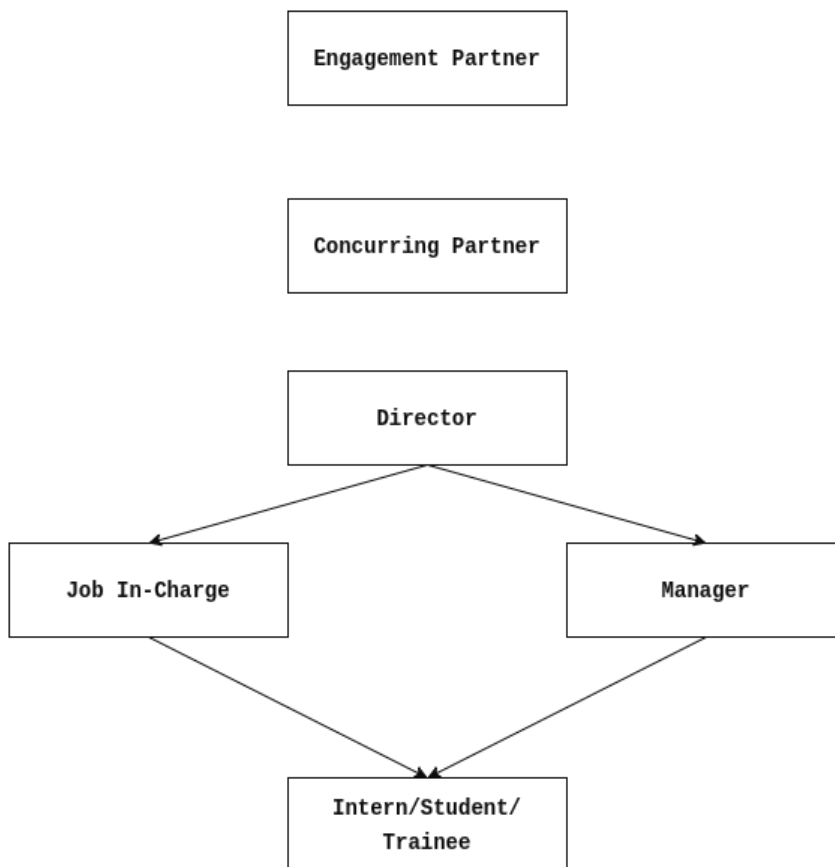 Engagement Partner
Concurring Partner
Director
Job In-Charge
Manager
Intern/Student/
Trainee